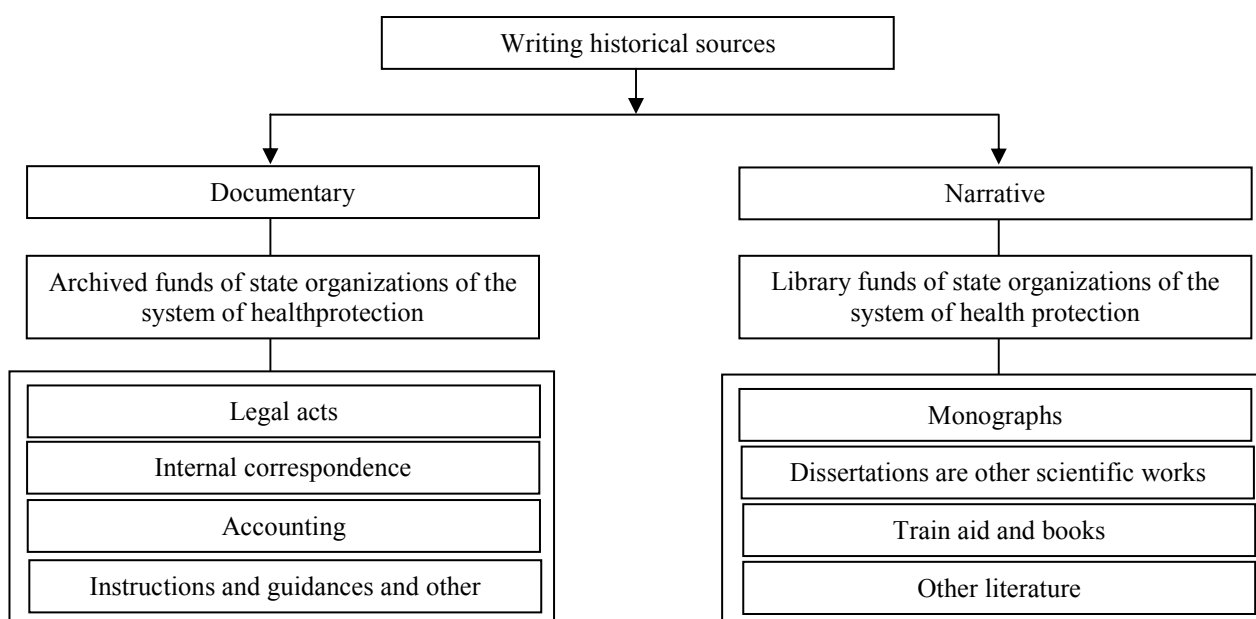 Writing historical sources
Documentary
Narrative
Archived funds of state organizations of the
system of healthprotection
Library funds of state organizations of the
system of health protection
Legal acts
Internal correspondence
Accounting
Instructions and guidances and other
Monographs
Dissertations are other scientific works
Train aid and books
Other literature